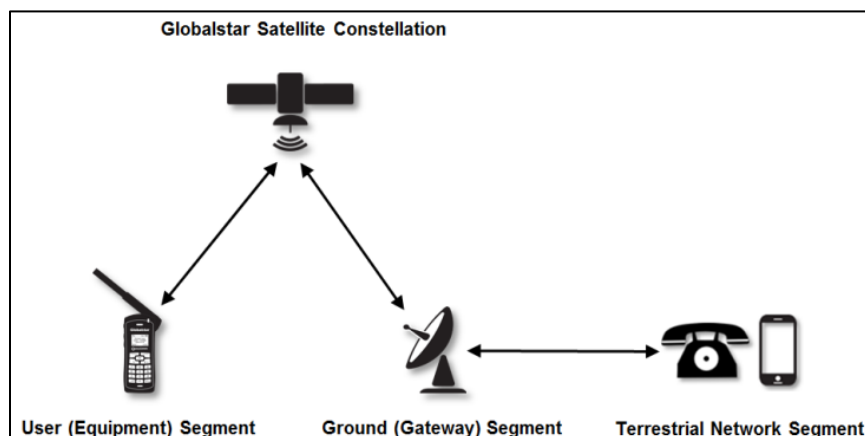 Globalstar Satellite Constellation
User (Equipment) Segment
Ground (Gateway) Segment
Terrestrial Network Segment